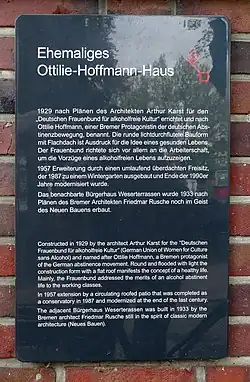 Ehemaliges
Ottilie-Hoffmann-Haus
1929 nach Plänen des Architekten Arthur Karst für den
„Deutschen Frauenbund für alkoholfreie Kultur" errichtet und nach
Ottilie Hoffmann, einer Bremer Protagonistin der deutschen Abs-
tinenzbewegung, benannt. Die runde lichtdurchflutete Bauform
mit Flachdach ist Ausdruck für die Idee eines gesunden Lebens.
Der Frauenbund richtete sich vor allem an die Arbeiterschaft,
um die Vorzüge eines alkoholfreien Lebens aufzuzeigen.
1957 Erweiterung durch einen umlaufend überdachten Freisitz,
der 1987 zu einem Wintergarten ausgebaut und Ende der 1990er
Jahre modernisiert wurde.
Das benachbarte Bürgerhaus Weserterrassen wurde 1933 nach
Plänen des Bremer Architekten Friedmar Rusche noch im Geist
des Neuen Bauens erbaut.
Constructed in 1929 by the architect Arthur Karst for the "Deutschen
Frauenbund für alkoholfreie Kultur" (German Union of Women for Culture
sans Alcohol) and named after Ottilie Hoffmann, a Bremen protagonist
of the German abstinence movement. Round and flooded with light the
construction form with a flat roof manifests the concept of a healthy life.
Mainly, the Frauenbund addressed the merits of an alcohol abstinent
life to the working classes.
In 1957 extension by a circulating roofed patio that was completed as
a conservatory in 1987 and modernized at the end of the last century.
The adjacent Bürgerhaus Weserterrassen was built in 1933 by the
Bremen architect Friedmar Rusche still in the spirit of classic modern
architecture (Neues Bauen).